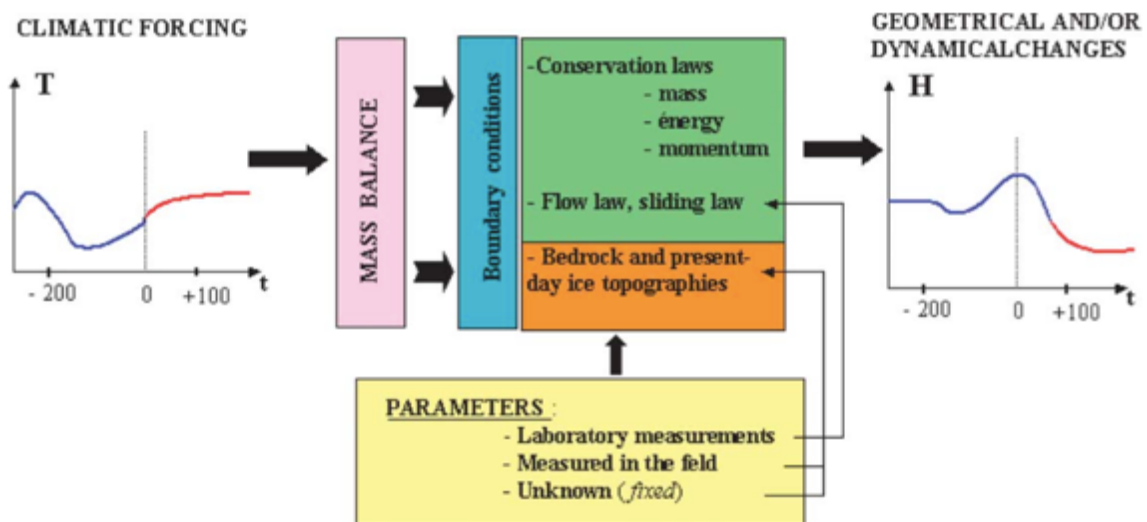 CLIMATIC FORCING
T
- 200
0
+100
t
MASS BALANCE
Boundary conditions
-Conservation laws
- mass
- énergy
- momentum
- Flow law, sliding law
- Bedrock and present-
day ice topographies
PARAMETERS :
- Laboratory measurements
- Measured in the feld
- Unknown (fixed)
GEOMETRICAL AND/OR
DYNAMICALCHANGES
H
- 200
0
+100
t